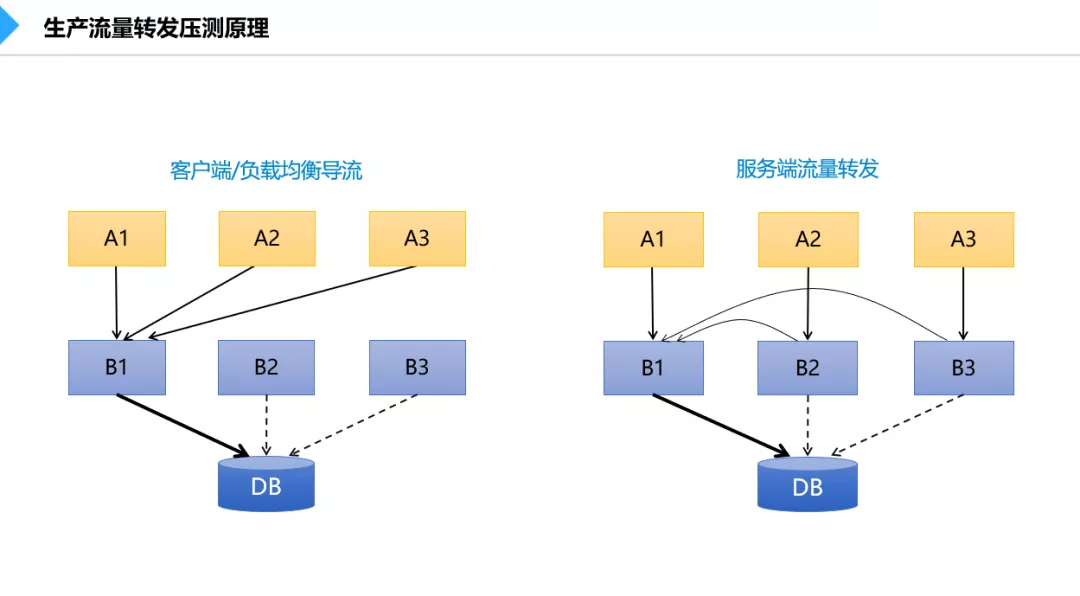 生产流量转发压测原理
客户端/负载均衡导流
A1 A2 A3
B1 B2 B3
DB
服务端流量转发
A1 A2 A3
B1 B2 B3
DB